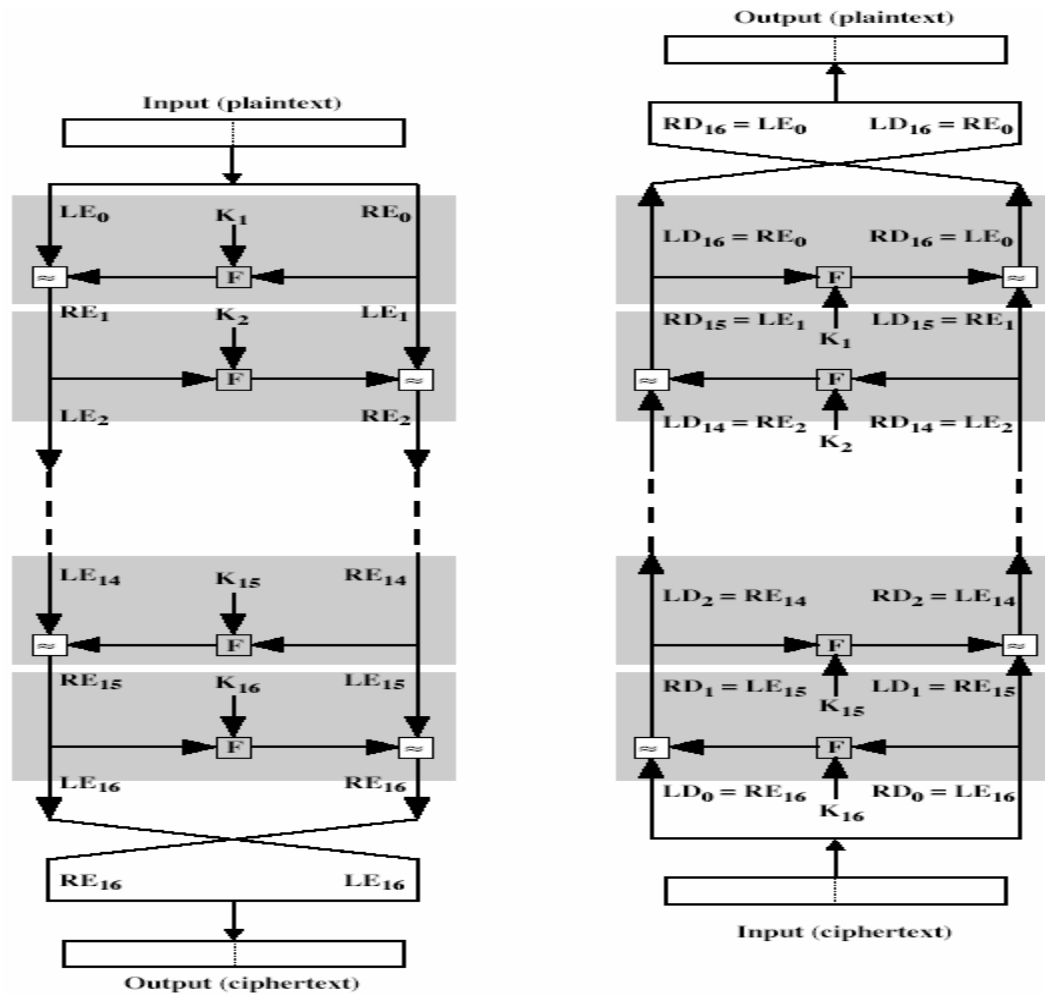 Input (plaintext)
LE0 K1 RE0
≈ F
RE1 K2 LE1
F ≈
LE2 RE2
LE14 K15 RE14
≈ F
RE15 K16 LE15
F ≈
LE16 RE16
RE16 LE16
Output (ciphertext)
Output (plaintext)
RD16 = LE0 LD16 = RE0
LD16 = RE0 RD16 = LE0
F ≈
RD15 = LE1 K1 LD15 = RE1
≈ F
LD14 = RE2 K2 RD14 = LE2
LD2 = RE14 RD2 = LE14
F ≈
RD1 = LE15 K15 LD1 = RE15
≈ F
LD0 = RE16 K16 RD0 = LE16
Input (ciphertext)